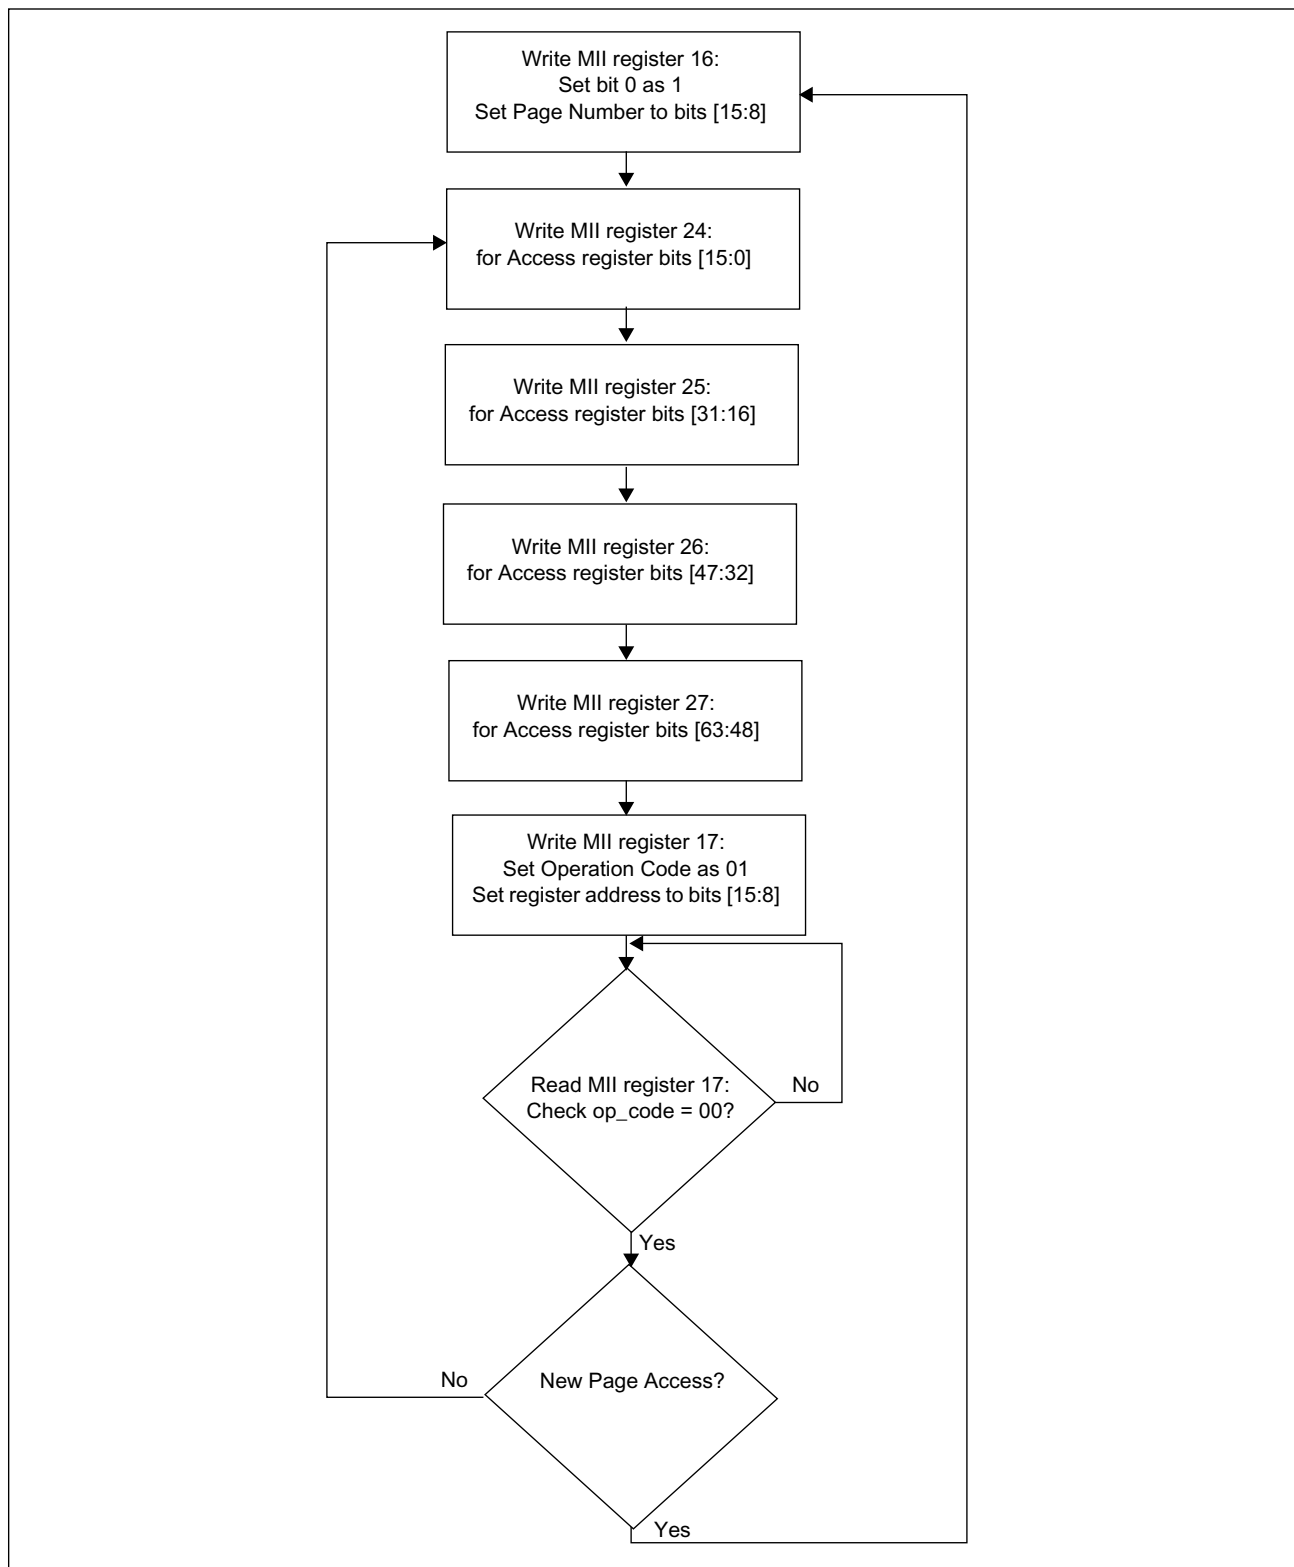 Write MII register 16:
Set bit 0 as 1
Set Page Number to bits [15:8]
Write MII register 24:
for Access register bits [15:0]
Write MII register 25:
for Access register bits [31:16]
Write MII register 26:
for Access register bits [47:32]
Write MII register 27:
for Access register bits [63:48]
Write MII register 17:
Set Operation Code as 01
Set register address to bits [15:8]
Read MII register 17:
Check op_code = 00?
No
Yes
New Page Access?
No
Yes